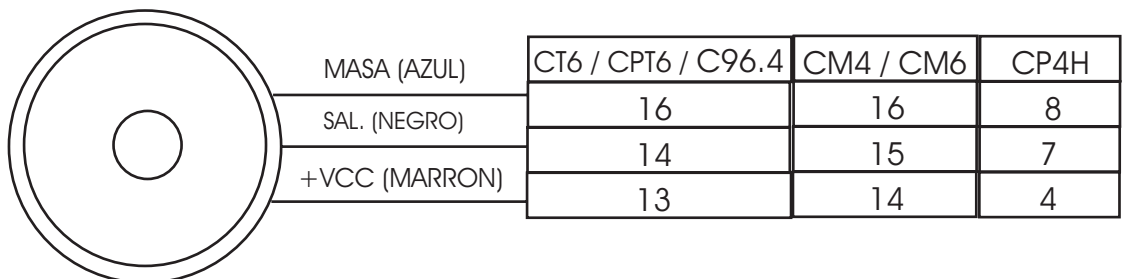 MASA (AZUL)
SAL. (NEGRO)
+VCC (MARRON)
CT6 / CPT6 / C96.4 CM4 / CM6 CP4H
16 16 8
14 15 7
13 14 4